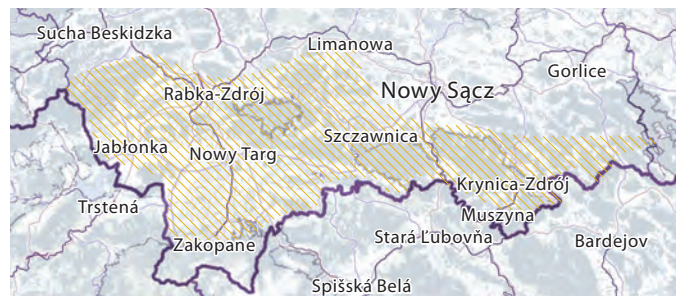 Sucha Beskidzka
Limanowa
Gorlice
Rabka-Zdrój
Nowy Sącz
Szczawnica
Jabłonka
Nowy Targ
Krynica-Zdrój
Trstená
Muszyna
Zakopane
Stará Ľubovňa
Bardejov
Spišská Belá